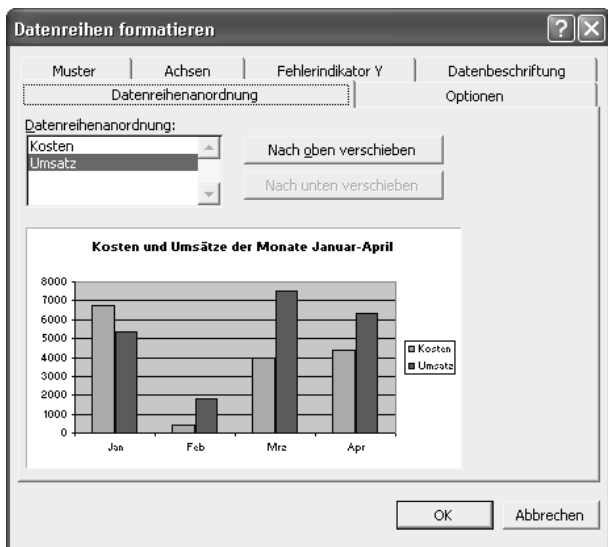 Datenreihen formatieren
Muster Achsen Fehlerindikator Y Datenbeschriftung
Datenreihenanordnung Optionen
Datenreihenanordnung:
Kosten
Umsatz
Nach oben verschieben
Nach unten verschieben
Kosten und Umsätze der Monate Januar-April
8000
7000
6000
5000
4000
3000
2000
1000
0
Jan Feb Mrz Apr
Kosten
Umsatz
OK Abbrechen